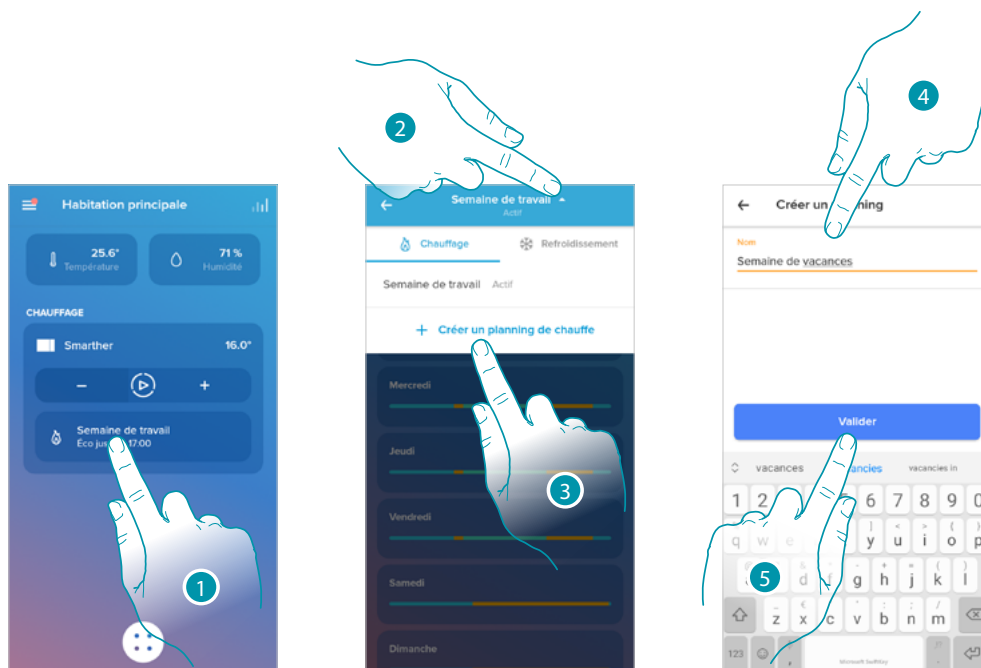 Habitation principale
25.6°
Température
71 %
Humidité
CHAUFFAGE
Smarther
16.0°
−
+
Semaine de travail
Éco 17:00
1
2
Semaine de travail
Actif
Chauffage
Refroidissement
Semaine de travail Actif
+ Créer un planning de chauffe
Mercredi
Jeudi
Vendredi
Samedi
Dimanche
3
4
Créer un
Nom
Semaine de vacances
Valider
vacances
vacancies in
1 2 6 7 8 9 0
q w e y u i o p
d f g h j k l
z x c v b n m
123
Microsoft SwiftKey
5